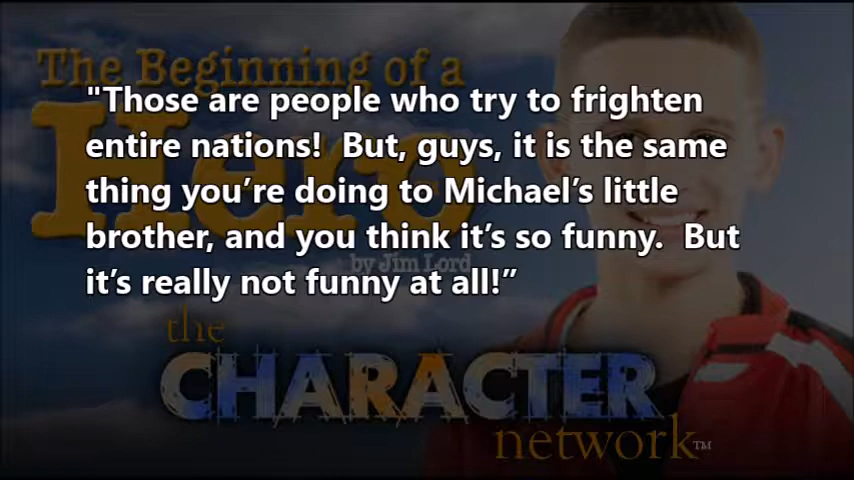 The Beginning of a
Hero
by Jim Lord
"Those are people who try to frighten
entire nations!  But, guys, it is the same
thing you’re doing to Michael’s little
brother, and you think it’s so funny.  But
it’s really not funny at all!”
the
CHARACTER
network™